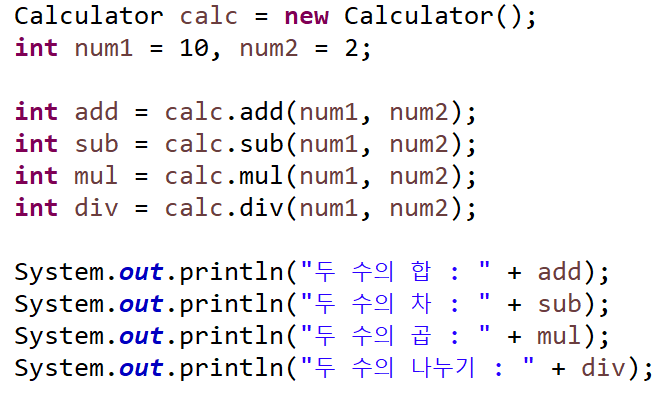 Calculator calc = new Calculator();
int num1 = 10, num2 = 2;
int add = calc.add(num1, num2);
int sub = calc.sub(num1, num2);
int mul = calc.mul(num1, num2);
int div = calc.div(num1, num2);
System.out.println("두 수의 합 : " + add);
System.out.println("두 수의 차 : " + sub);
System.out.println("두 수의 곱 : " + mul);
System.out.println("두 수의 나누기 : " + div);